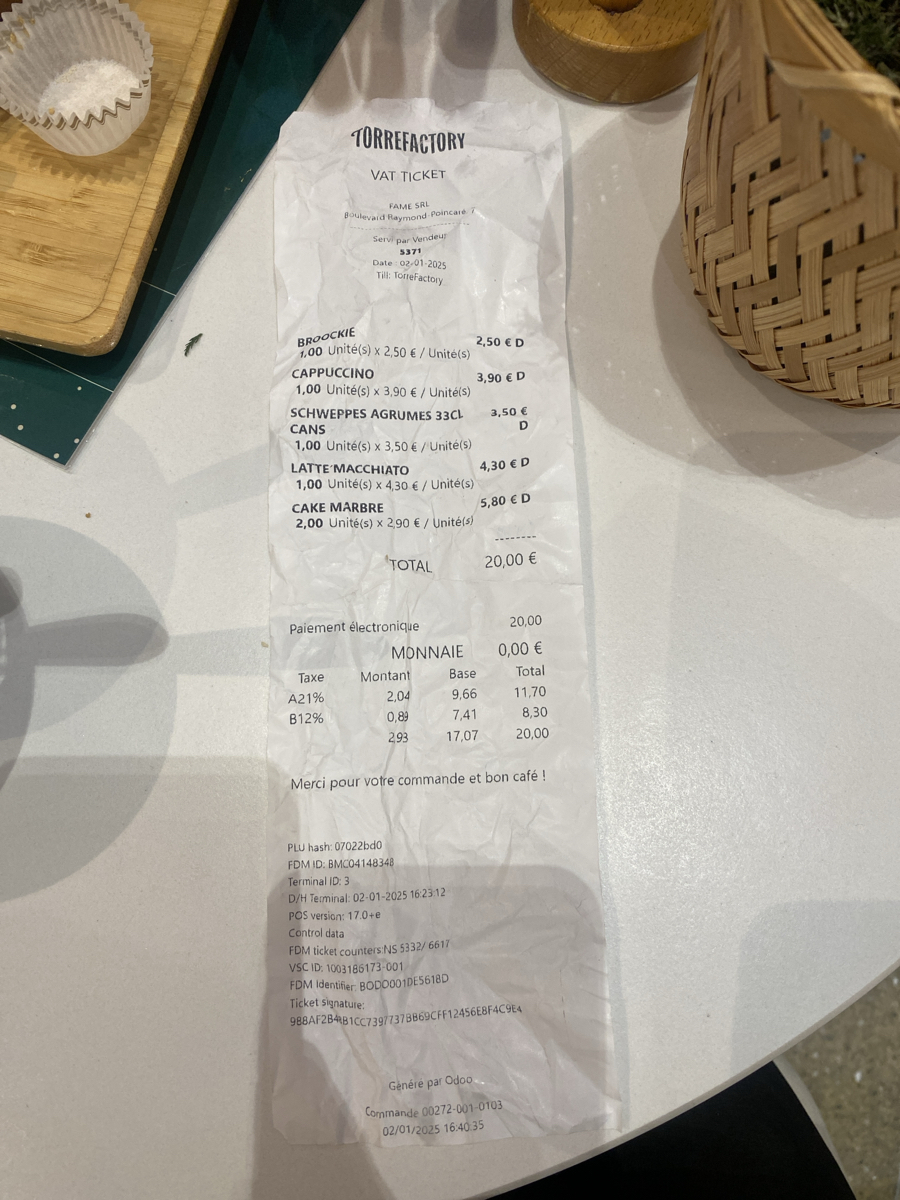 TORREFACTORY
VAT TICKET
FAME SRL
Boulevard Raymond Poincaré 7
Servi par Vendeur
5371
Date : 02-01-2025
Till: TorreFactory
BROOCKIE 2,50 € D
1,00 Unité(s) x 2,50 € / Unité(s)
CAPPUCCINO 3,90 € D
1,00 Unité(s) x 3,90 € / Unité(s)
SCHWEPPES AGRUMES 33CL 3,50 €
CANS D
1,00 Unité(s) x 3,50 € / Unité(s)
LATTE MACCHIATO 4,30 € D
1,00 Unité(s) x 4,30 € / Unité(s)
CAKE MARBRE 5,80 € D
2,00 Unité(s) x 2,90 € / Unité(s)
--------
TOTAL 20,00 €
Paiement électronique 20,00
MONNAIE 0,00 €
Taxe Montant Base Total
A21% 2,04 9,66 11,70
B12% 0,89 7,41 8,30
2,93 17,07 20,00
Merci pour votre commande et bon café !
PLU hash: 07022bd0
FDM ID: BMC04148348
Terminal ID: 3
D/H Terminal: 02-01-2025 16:23:12
POS version: 17.0+e
Control data
FDM ticket counters:NS 5332/ 6617
VSC ID: 1003186173-001
FDM Identifier: BODO001DE5618D
Ticket signature:
Génére par Odoo
Commande 00272-001-0103
02/01/2025 16:40:35